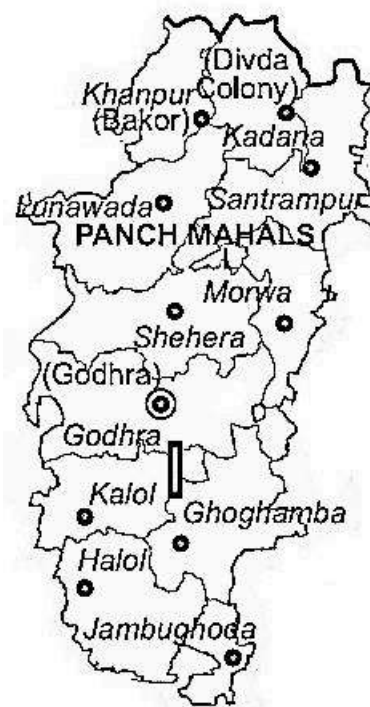 (Divda
Colony)
Khanpur
(Bakor)
Kadana
Santrampur
Lunawada
PANCH MAHALS
Morwa
Shehera
(Godhra)
Godhra
Kalol
Ghoghamba
Halol
Jambughoda